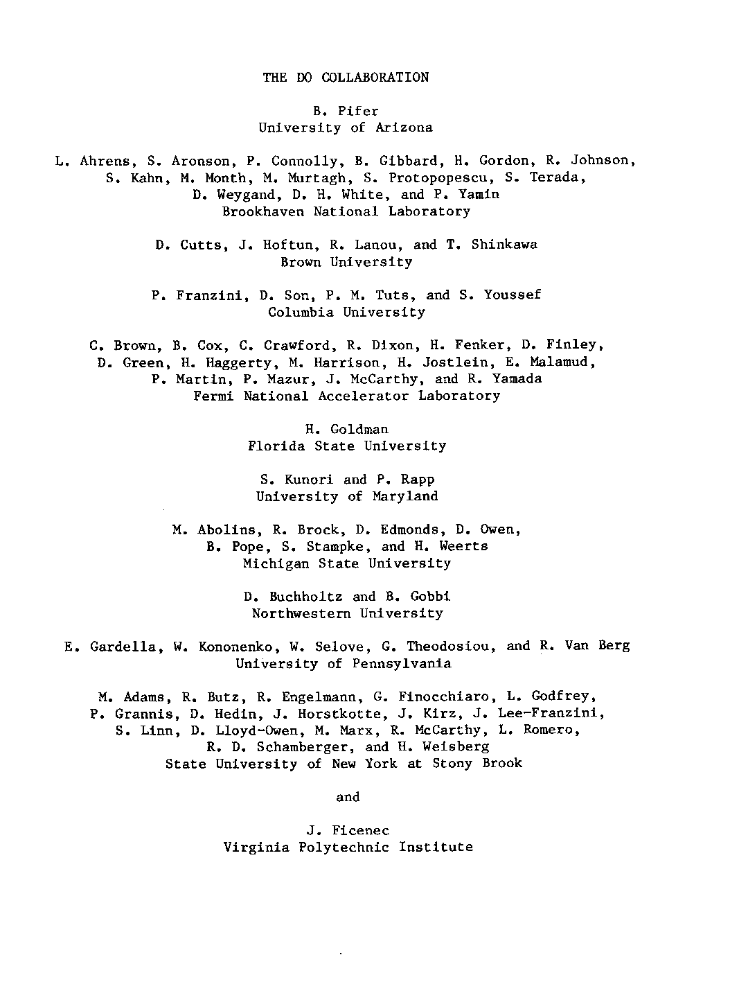 THE DO COLLABORATION
B. Pifer
University of Arizona
L. Ahrens, S. Aronson, P. Connolly, B. Gibbard, H. Gordon, R. Johnson,
S. Kahn, M. Month, M. Murtagh, S. Protopopescu, S. Terada,
D. Weygand, D. H. White, and P. Yamin
Brookhaven National Laboratory
D. Cutts, J. Hoftun, R. Lanou, and T. Shinkawa
Brown University
P. Franzini, D. Son, P. M. Tuts, and S. Youssef
Columbia University
C. Brown, B. Cox, C. Crawford, R. Dixon, H. Fenker, D. Finley,
D. Green, H. Haggerty, M. Harrison, H. Jostlein, E. Malamud,
P. Martin, P. Mazur, J. McCarthy, and R. Yamada
Fermi National Accelerator Laboratory
H. Goldman
Florida State University
S. Kunori and P. Rapp
University of Maryland
M. Abolins, R. Brock, D. Edmonds, D. Owen,
B. Pope, S. Stampke, and H. Weerts
Michigan State University
D. Buchholtz and B. Gobbi
Northwestern University
E. Gardella, W. Kononenko, W. Selove, G. Theodosiou, and R. Van Berg
University of Pennsylvania
M. Adams, R. Butz, R. Engelmann, G. Finocchiaro, L. Godfrey,
P. Grannis, D. Hedin, J. Horstkotte, J. Kirz, J. Lee-Franzini,
S. Linn, D. Lloyd-Owen, M. Marx, R. McCarthy, L. Romero,
R. D. Schamberger, and H. Weisberg
State University of New York at Stony Brook
and
J. Ficenec
Virginia Polytechnic Institute